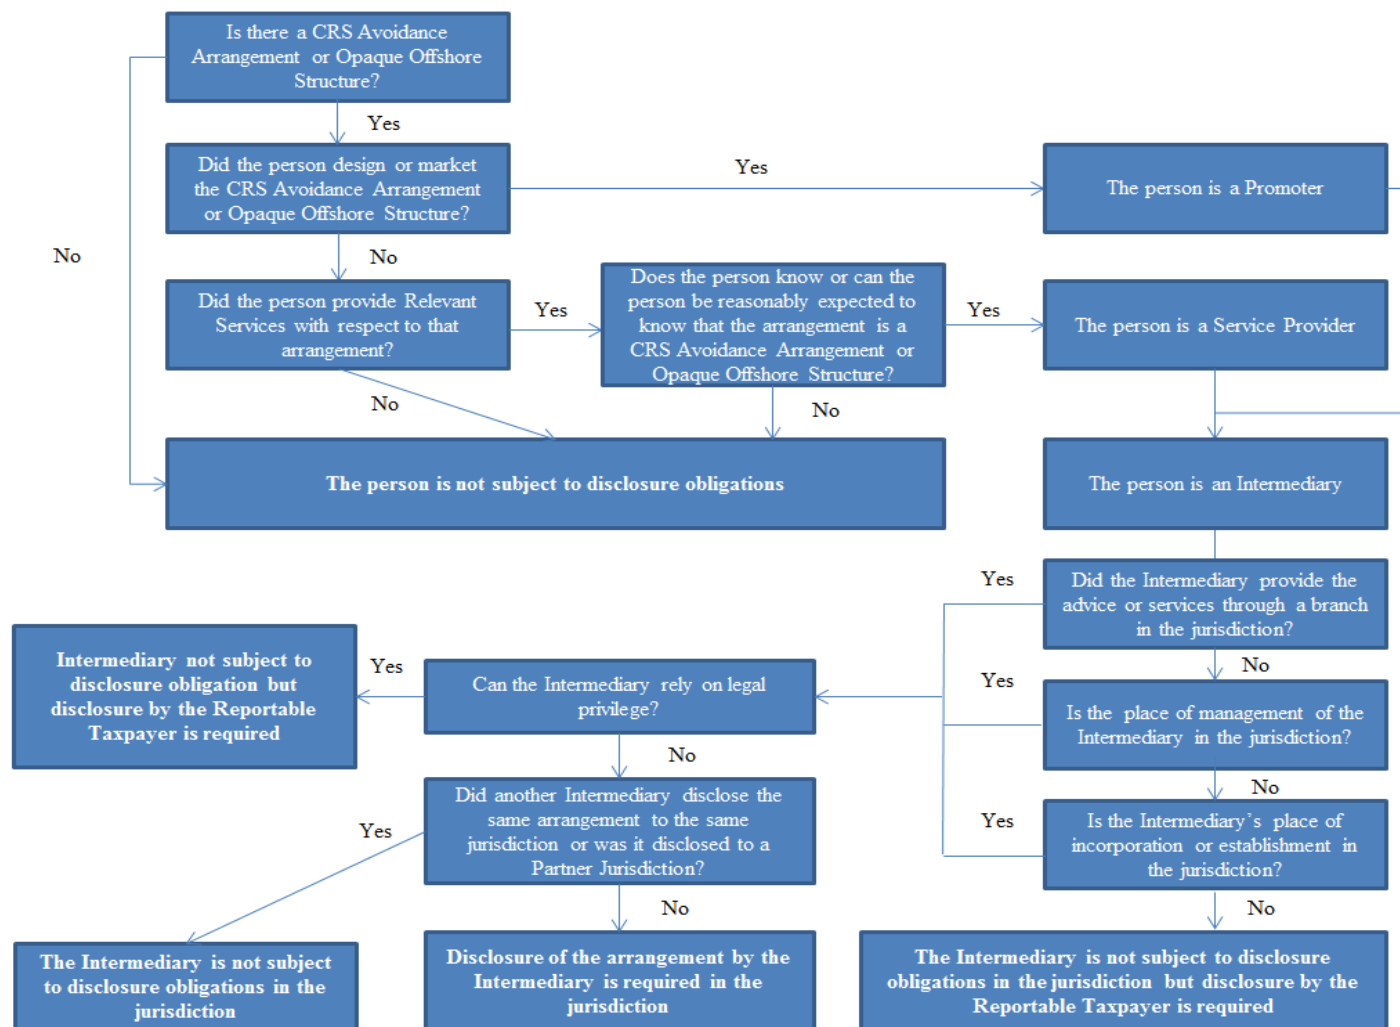 Is there a CRS Avoidance
Arrangement or Opaque Offshore
Structure?
Yes
Did the person design or market
the CRS Avoidance Arrangement
or Opaque Offshore Structure?
Yes
The person is a Promoter
No
No
Did the person provide Relevant
Services with respect to that
arrangement?
Yes
Does the person know or can the
person be reasonably expected to
know that the arrangement is a
CRS Avoidance Arrangement or
Opaque Offshore Structure?
Yes
The person is a Service Provider
No
No
The person is not subject to disclosure obligations
The person is an Intermediary
Yes
Did the Intermediary provide the
advice or services through a branch
in the jurisdiction?
No
Intermediary not subject to
disclosure obligation but
disclosure by the Reportable
Taxpayer is required
Yes
Can the Intermediary rely on legal
privilege?
Yes
Is the place of management of the
Intermediary in the jurisdiction?
No
No
Yes
Did another Intermediary disclose the
same arrangement to the same
jurisdiction or was it disclosed to a
Partner Jurisdiction?
Yes
Is the Intermediary's place of
incorporation or establishment in
the jurisdiction?
No
No
The Intermediary is not subject
to disclosure obligations in the
jurisdiction
Disclosure of the arrangement by the
Intermediary is required in the
jurisdiction
The Intermediary is not subject to disclosure
obligations in the jurisdiction but disclosure by the
Reportable Taxpayer is required